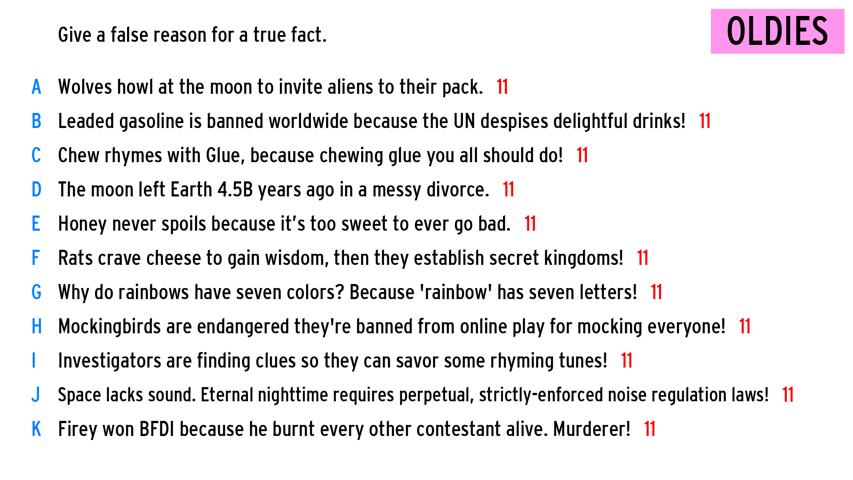 Give a false reason for a true fact.
OLDIES
A Wolves howl at the moon to invite aliens to their pack. 11
B Leaded gasoline is banned worldwide because the UN despises delightful drinks! 11
C Chew rhymes with Glue, because chewing glue you all should do! 11
D The moon left Earth 4.5B years ago in a messy divorce. 11
E Honey never spoils because it’s too sweet to ever go bad. 11
F Rats crave cheese to gain wisdom, then they establish secret kingdoms! 11
G Why do rainbows have seven colors? Because 'rainbow' has seven letters! 11
H Mockingbirds are endangered they're banned from online play for mocking everyone! 11
I Investigators are finding clues so they can savor some rhyming tunes! 11
J Space lacks sound. Eternal nighttime requires perpetual, strictly-enforced noise regulation laws! 11
K Firey won BFDI because he burnt every other contestant alive. Murderer! 11